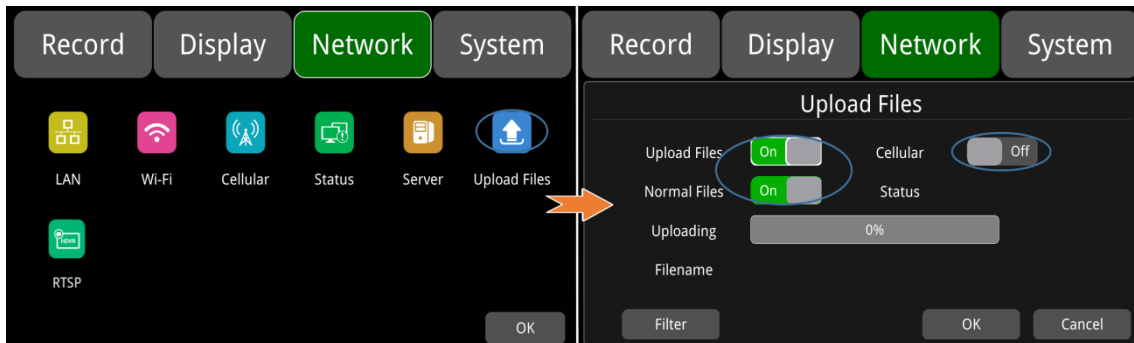 Record Display Network System
LAN Wi-Fi Cellular Status Server Upload Files
HDVR
RTSP
OK
Record Display Network System
Upload Files
Upload Files On Cellular Off
Normal Files On Status
Uploading 0%
Filename
Filter OK Cancel